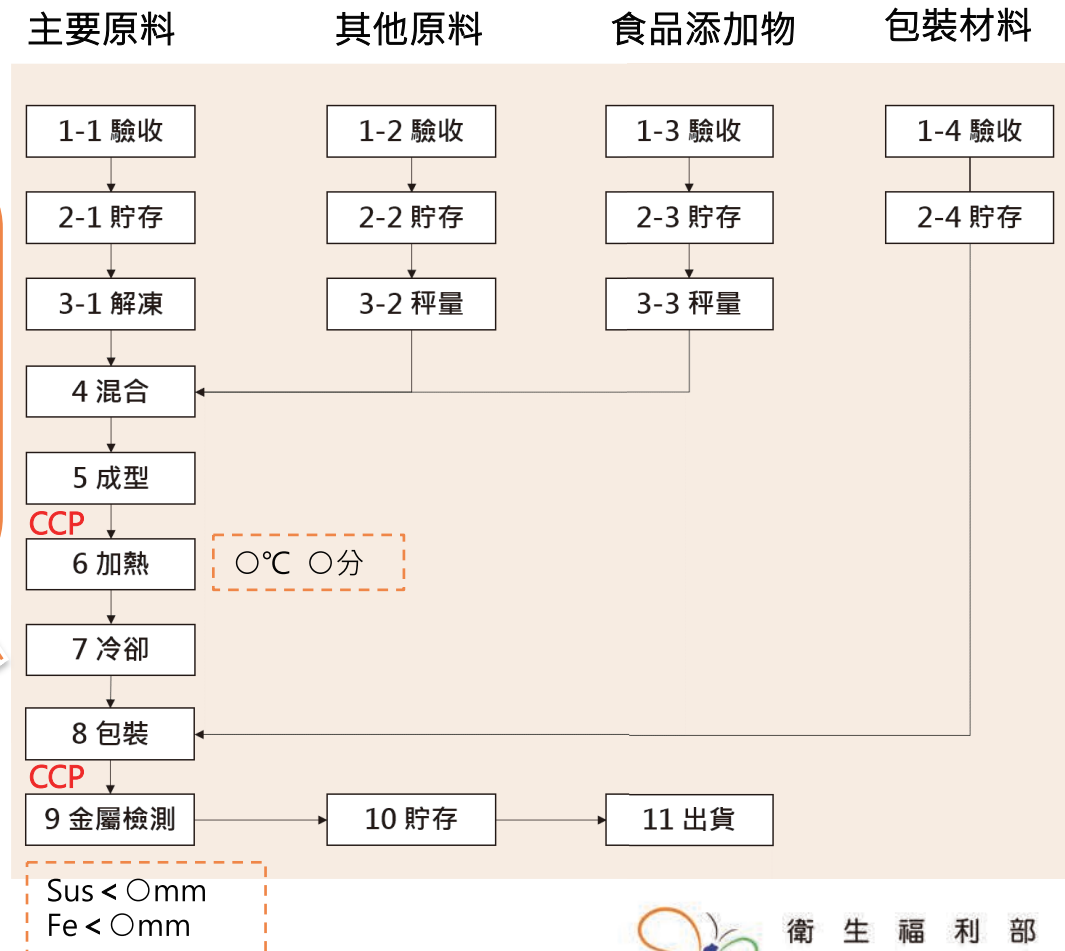 主要原料 其他原料 食品添加物 包裝材料
1-1 驗收 1-2 驗收 1-3 驗收 1-4 驗收
2-1 貯存 2-2 貯存 2-3 貯存 2-4 貯存
3-1 解凍 3-2 秤量 3-3 秤量
4 混合
5 成型
CCP
6 加熱 ○℃ ○分
7 冷卻
8 包裝
CCP
9 金屬檢測 10 貯存 11 出貨
Sus < ○mm
Fe < ○mm
衛生福利部